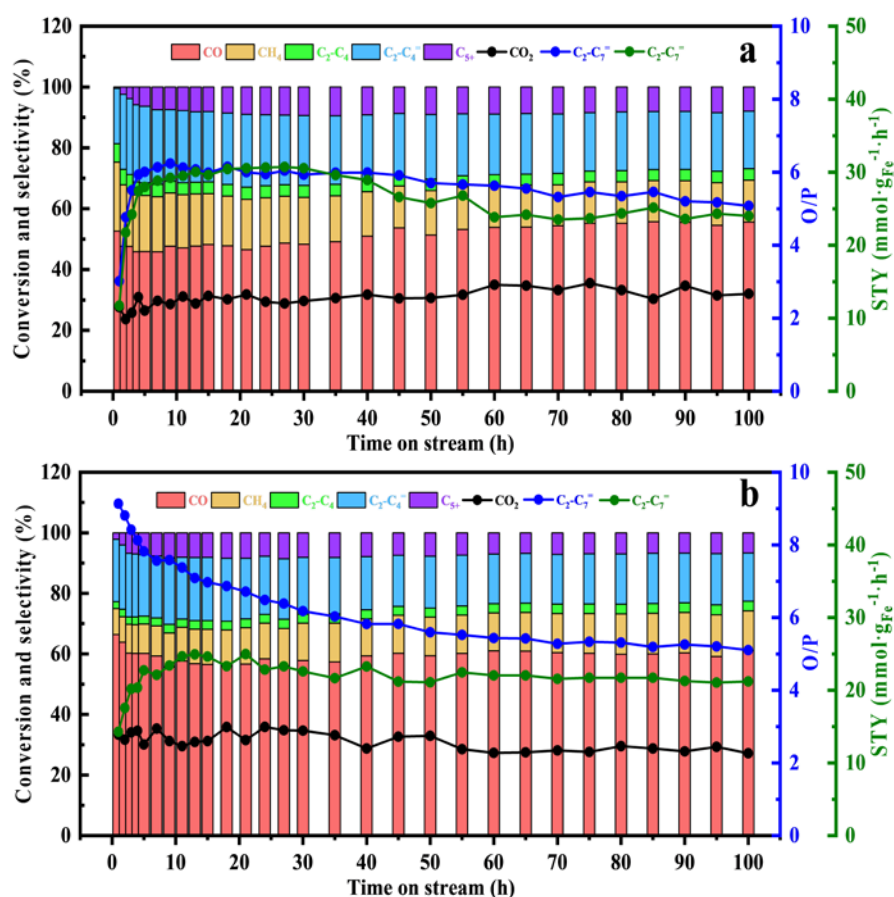 120
100
80
60
40
20
0
Conversion and selectivity (%)
CO CH₄ C₂-C₄ C₂-C₄⁼ C₅₊ CO₂ C₂-C₇⁼ C₂-C₇⁼
a
10
8
6
4
2
0
O/P
50
40
30
20
10
0
STY (mmol·gFe⁻¹·h⁻¹)
0 10 20 30 40 50 60 70 80 90 100
Time on stream (h)
120
100
80
60
40
20
0
Conversion and selectivity (%)
CO CH₄ C₂-C₄ C₂-C₄⁼ C₅₊ CO₂ C₂-C₇⁼ C₂-C₇⁼
b
10
8
6
4
2
0
O/P
50
40
30
20
10
0
STY (mmol·gFe⁻¹·h⁻¹)
0 10 20 30 40 50 60 70 80 90 100
Time on stream (h)